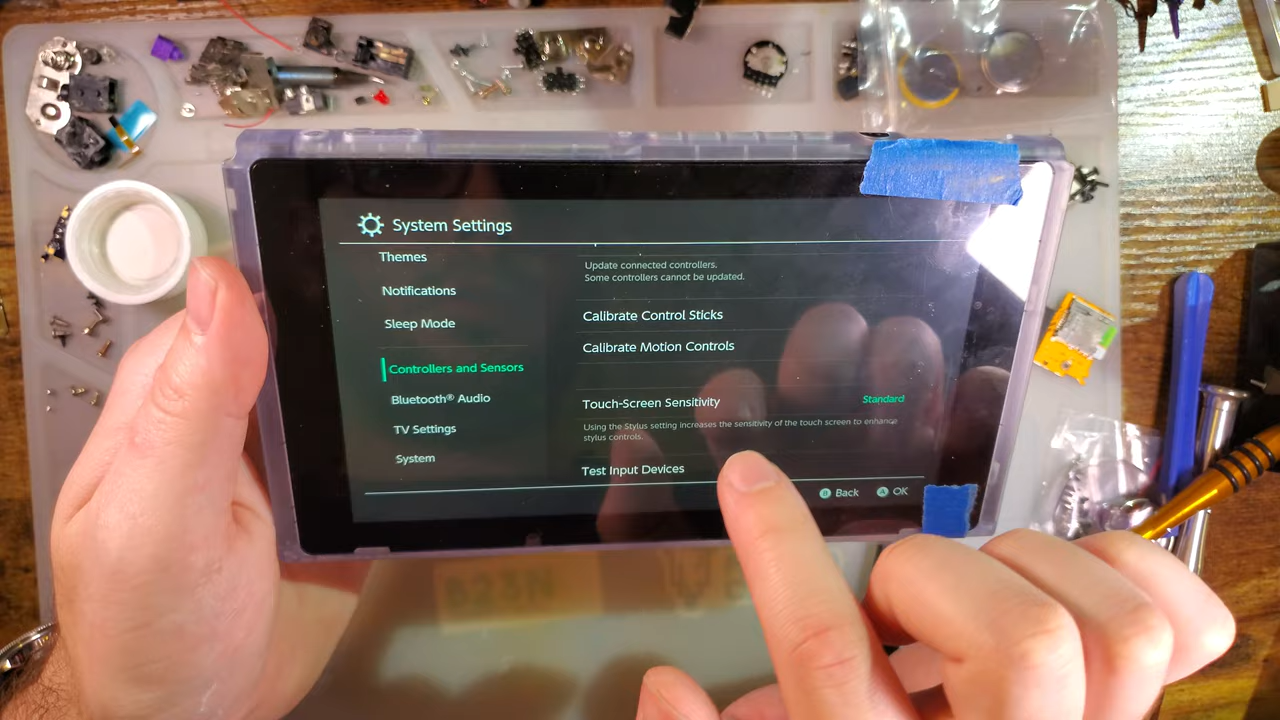 System Settings
Themes
Notifications
Sleep Mode
Controllers and Sensors
Bluetooth® Audio
TV Settings
System
Update connected controllers.
Some controllers cannot be updated.
Calibrate Control Sticks
Calibrate Motion Controls
Touch-Screen Sensitivity Standard
Using the Stylus setting increases the sensitivity of the touch screen to enhance
stylus controls.
Test Input Devices
B Back A OK